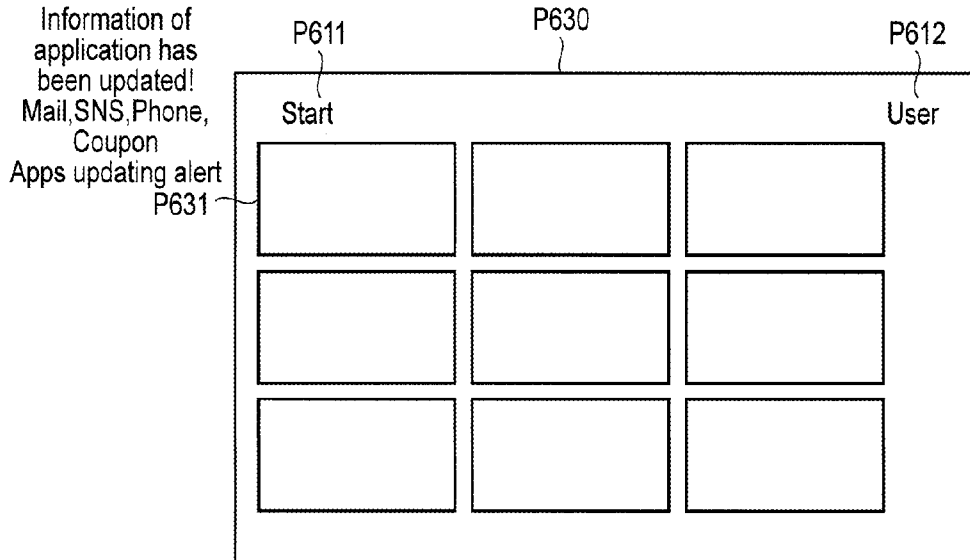 Information of
application has
been updated!
Mail,SNS,Phone,
Coupon
Apps updating alert
P631
P611
P630
P612
Start
User